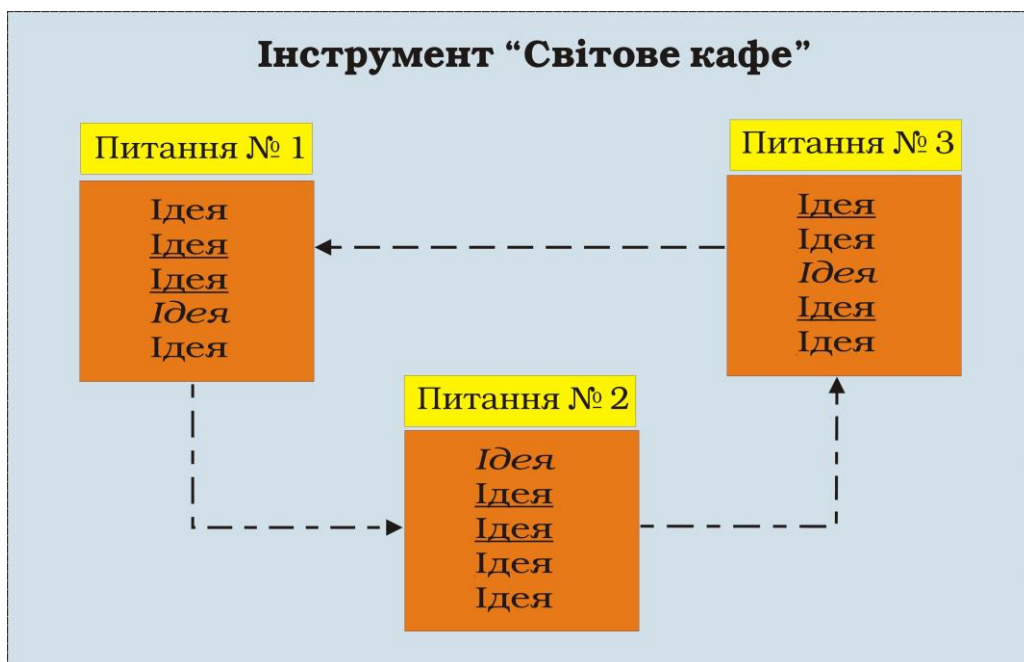 Інструмент “Світове кафе”
Питання № 1
Ідея
Ідея
Ідея
Ідея
Ідея
Питання № 2
Ідея
Ідея
Ідея
Ідея
Ідея
Питання № 3
Ідея
Ідея
Ідея
Ідея
Ідея